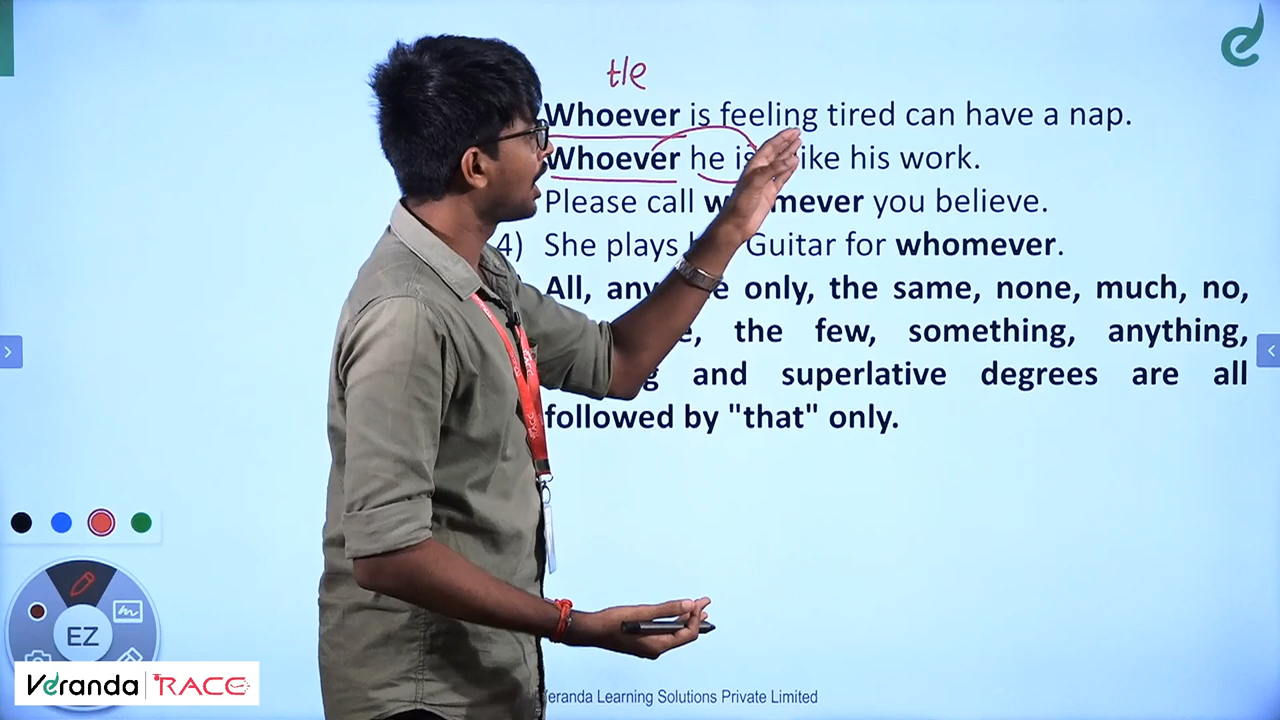 tle
Whoever is feeling tired can have a nap.
Whoever he is like his work.
Please call whomever you believe.
4) She plays Guitar for whomever.
All, only, the same, none, much, no,
the few, something, anything,
and superlative degrees are all
followed by "that" only.
EZ
Veranda RACE
Veranda Learning Solutions Private Limited
RACE